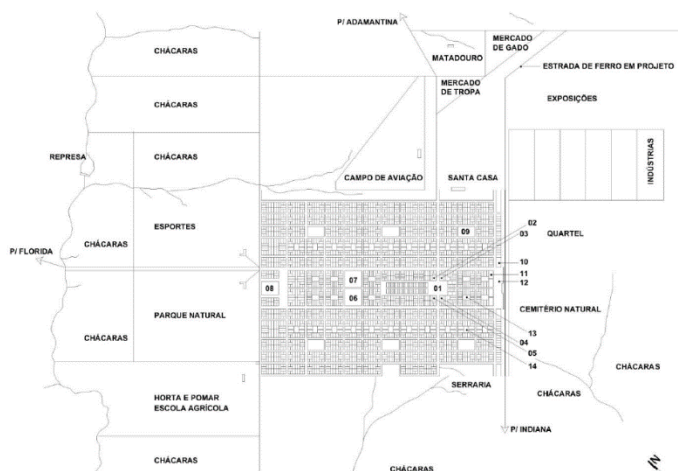 P/ ADAMANTINA
MERCADO
DE GADO
CHÁCARAS
MATADOURO
ESTRADA DE FERRO EM PROJETO
MERCADO
DE TROPA
EXPOSIÇÕES
CHÁCARAS
REPRESA
CHÁCARAS
CAMPO DE AVIAÇÃO
SANTA CASA
INDÚSTRIAS
02
03
ESPORTES
09
QUARTEL
CHÁCARAS
P/ FLORIDA
10
11
12
07
08
01
06
CEMITÉRIO NATURAL
PARQUE NATURAL
13
CHÁCARAS
04
05
14
CHÁCARAS
SERRARIA
HORTA E POMAR
ESCOLA AGRÍCOLA
CHÁCARAS
P/ INDIANA
CHÁCARAS
CHÁCARAS
N